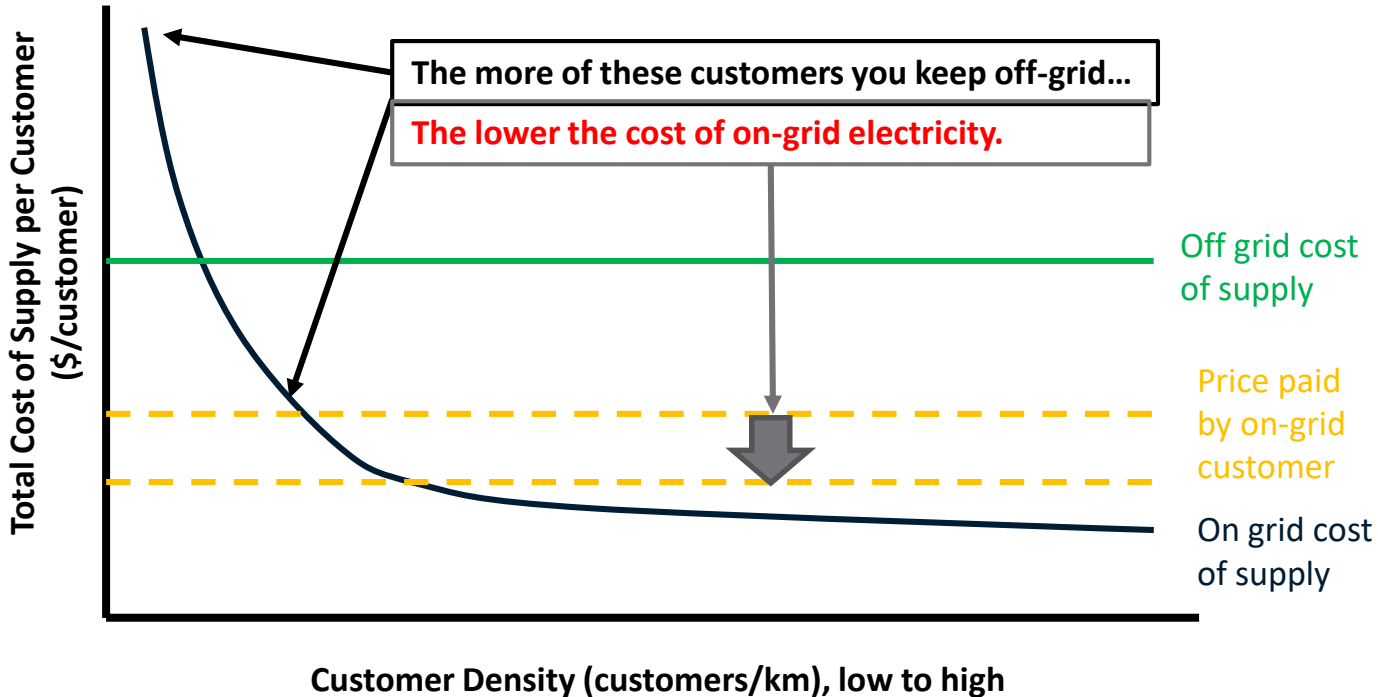 Total Cost of Supply per Customer
($/customer)
The more of these customers you keep off-grid…
The lower the cost of on-grid electricity.
Off grid cost
of supply
Price paid
by on-grid
customer
On grid cost
of supply
Customer Density (customers/km), low to high